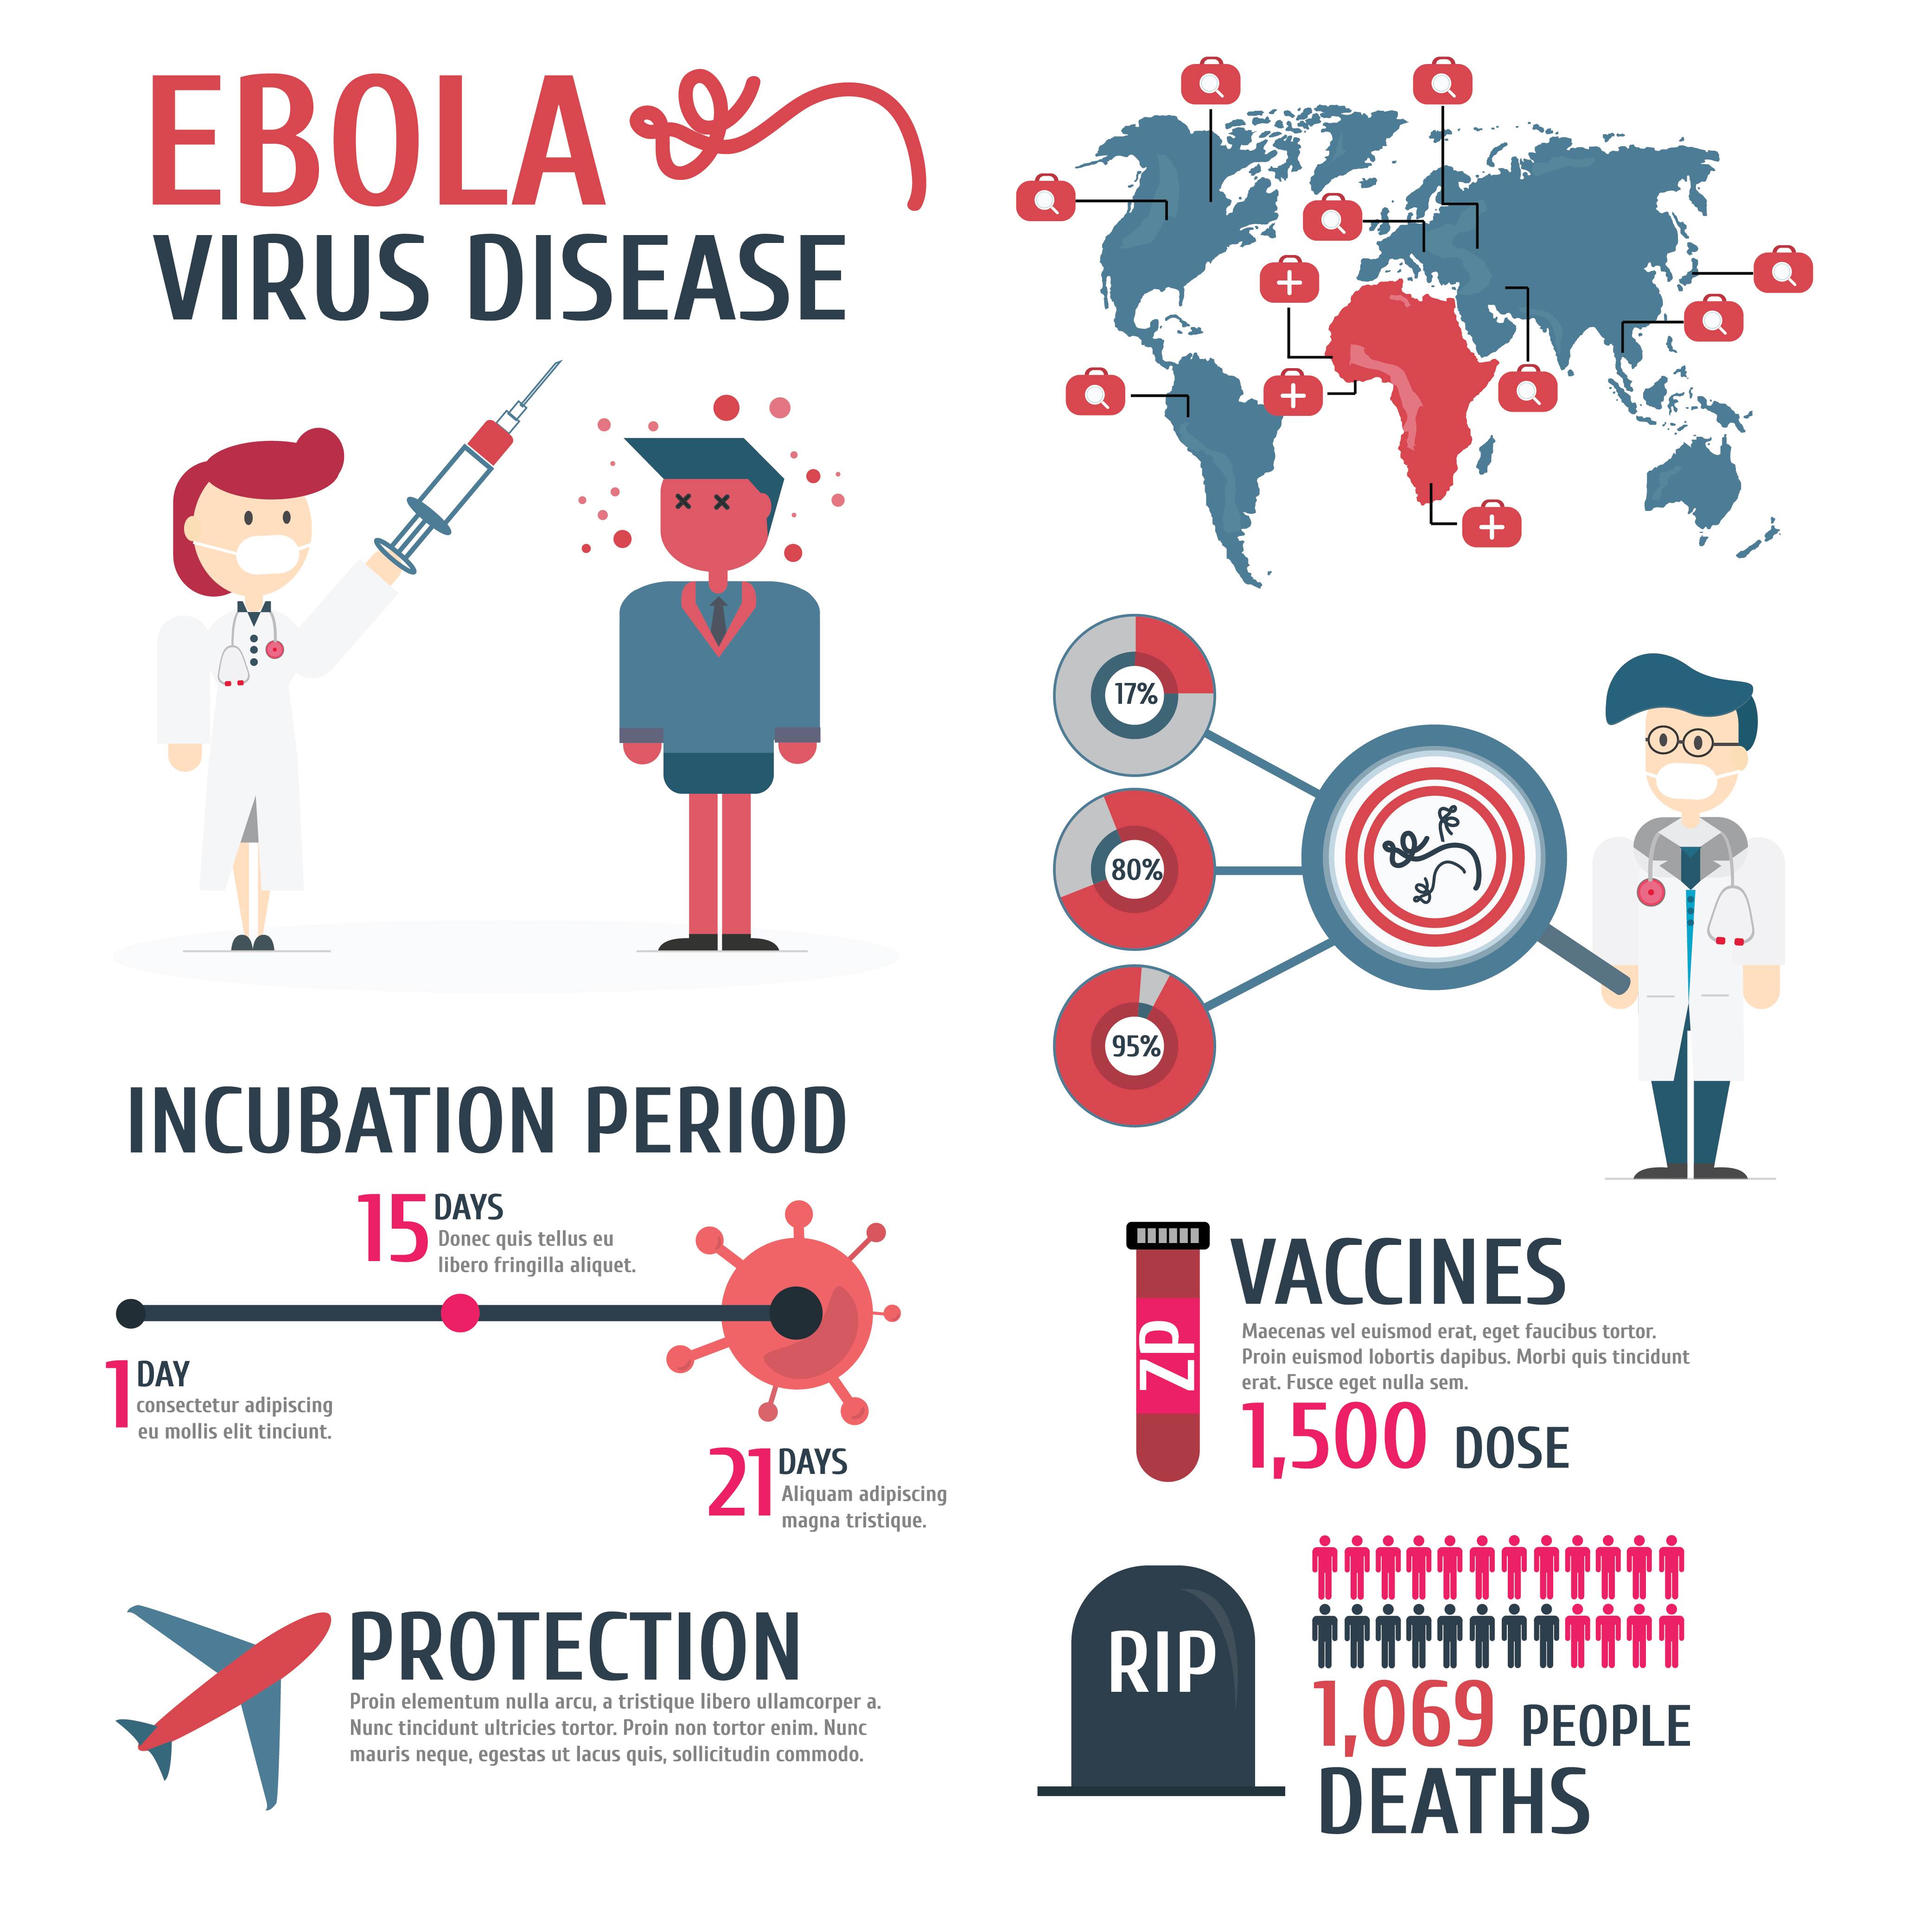 EBOLA
VIRUS DISEASE
17%
80%
95%
INCUBATION PERIOD
15 DAYS
Donec quis tellus eu
libero fringilla aliquet.
1 DAY
consectetur adipiscing
eu mollis elit tinciunt.
21 DAYS
Aliquam adipiscing
magna tristique.
VACCINES
Maecenas vel euismod erat, eget faucibus tortor.
Proin euismod lobortis dapibus. Morbi quis tincidunt
erat. Fusce eget nulla sem.
1,500 DOSE
ZP
PROTECTION
Proin elementum nulla arcu, a tristique libero ullamcorper a.
Nunc tincidunt ultricies tortor. Proin non tortor enim. Nunc
mauris neque, egestas ut lacus quis, sollicitudin commodo.
RIP
1,069 PEOPLE
DEATHS